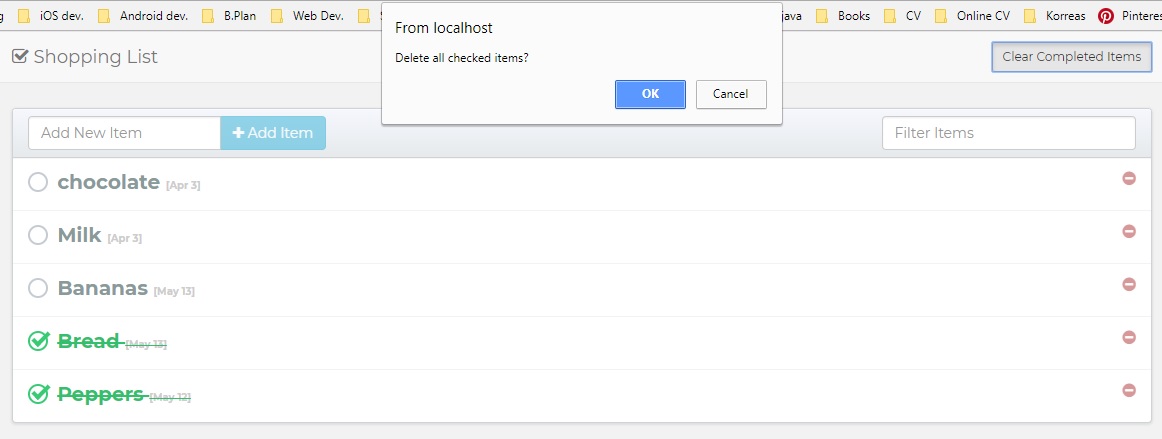 iOS dev. Android dev. B.Plan Web Dev. java Books CV Online CV Korreas
From localhost
Delete all checked items?
OK Cancel
Shopping List Clear Completed Items
Add New Item Add Item Filter Items
chocolate [Apr 3]
Milk [Apr 3]
Bananas [May 13]
Bread [May 13]
Peppers [May 12]